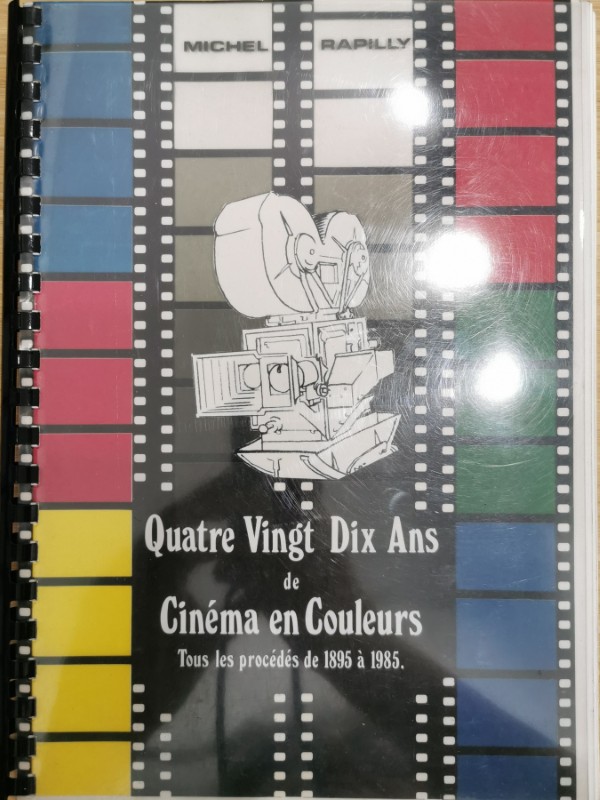 MICHEL RAPILLY
Quatre Vingt Dix Ans
de
Cinéma en Couleurs
Tous les procédés de 1895 à 1985.